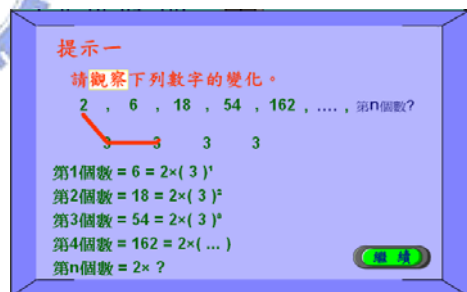 提示一
請觀察下列數字的變化。
2 , 6 , 18 , 54 , 162 , .... , 第n個數?
3 3 3 3
第1個數 = 6 = 2×( 3 )¹
第2個數 = 18 = 2×( 3 )²
第3個數 = 54 = 2×( 3 )³
第4個數 = 162 = 2×( ... )
第n個數 = 2× ?
繼續